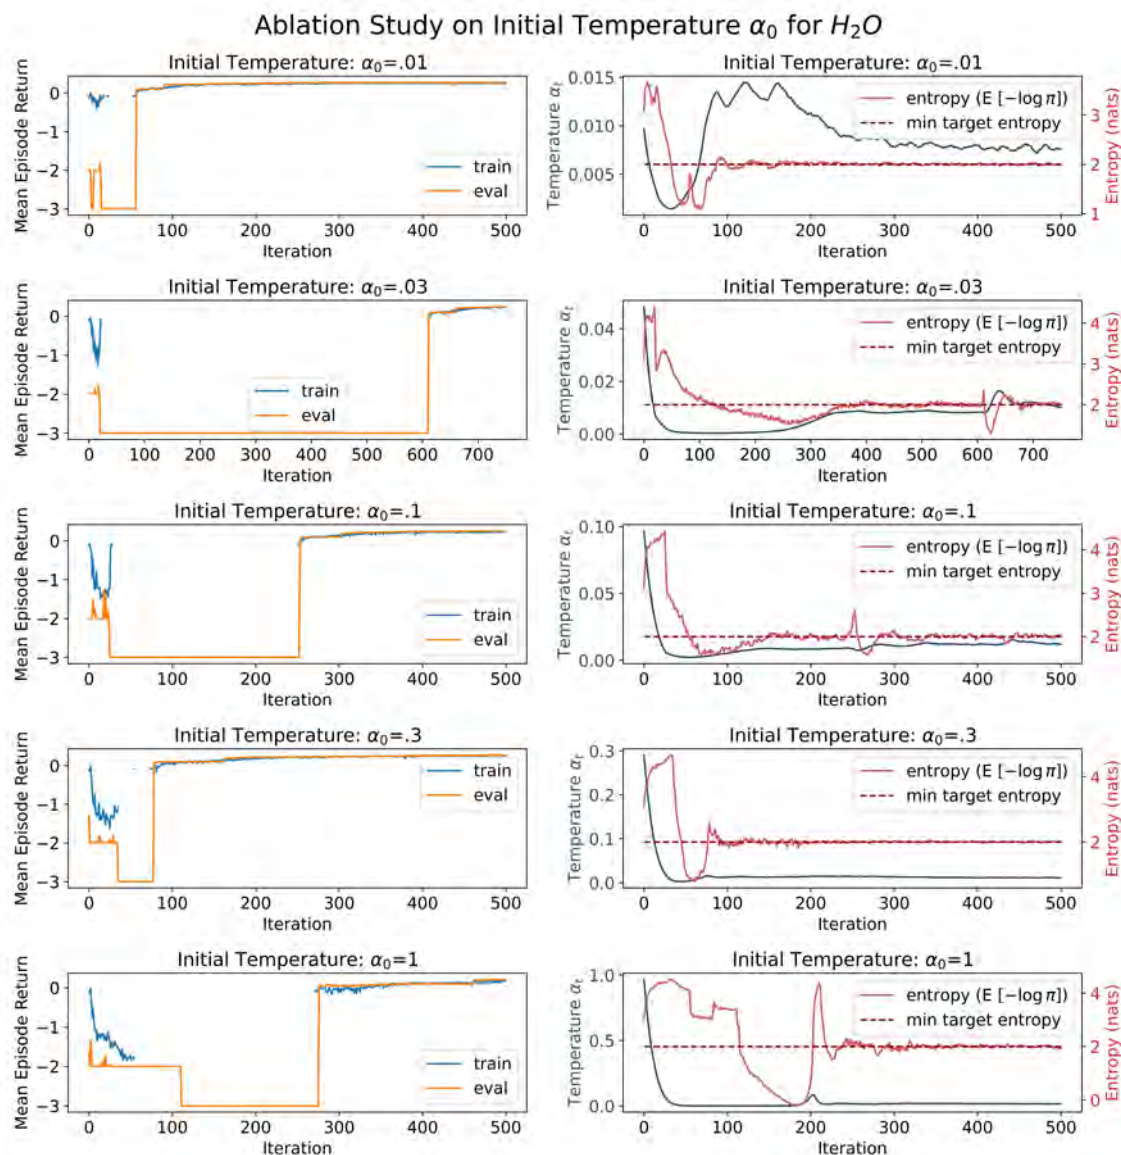 Ablation Study on Initial Temperature α₀ for H₂O
Initial Temperature: α₀=.01
Mean Episode Return
0
−1
−2
−3
train
eval
0 100 200 300 400 500
Iteration
Initial Temperature: α₀=.01
Temperature αₜ
0.015
0.010
0.005
entropy (E [−log π])
min target entropy
3
2
1
Entropy (nats)
0 100 200 300 400 500
Iteration
Initial Temperature: α₀=.03
Mean Episode Return
0
−1
−2
−3
train
eval
0 100 200 300 400 500 600 700
Iteration
Initial Temperature: α₀=.03
Temperature αₜ
0.04
0.02
0.00
entropy (E [−log π])
min target entropy
4
3
2
Entropy (nats)
0 100 200 300 400 500 600 700
Iteration
Initial Temperature: α₀=.1
Mean Episode Return
0
−1
−2
−3
train
eval
0 100 200 300 400 500
Iteration
Initial Temperature: α₀=.1
Temperature αₜ
0.10
0.05
0.00
entropy (E [−log π])
min target entropy
4
3
2
Entropy (nats)
0 100 200 300 400 500
Iteration
Initial Temperature: α₀=.3
Mean Episode Return
0
−1
−2
−3
train
eval
0 100 200 300 400 500
Iteration
Initial Temperature: α₀=.3
Temperature αₜ
0.3
0.2
0.1
0.0
entropy (E [−log π])
min target entropy
4
2
Entropy (nats)
0 100 200 300 400 500
Iteration
Initial Temperature: α₀=1
Mean Episode Return
0
−1
−2
−3
train
eval
0 100 200 300 400 500
Iteration
Initial Temperature: α₀=1
Temperature αₜ
1.0
0.5
0.0
entropy (E [−log π])
min target entropy
4
2
0
Entropy (nats)
0 100 200 300 400 500
Iteration